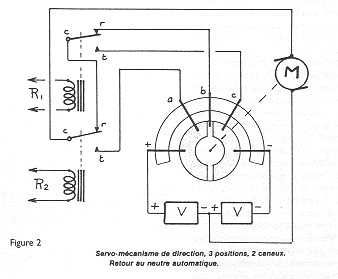 c
r
t
R1
c
r
t
R2
a
b
c
M
+
-
+ V - + V -
Figure 2
Servo-mécanisme de direction, 3 positions, 2 canaux.
Retour au neutre automatique.